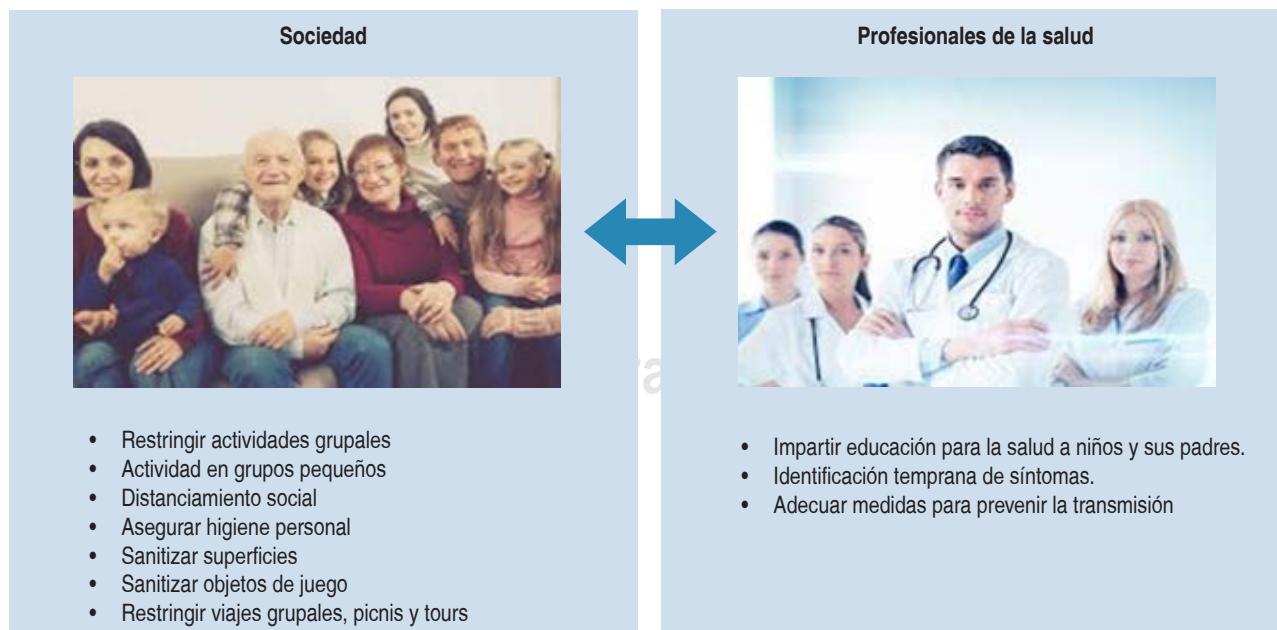 Sociedad
• Restringir actividades grupales
• Actividad en grupos pequeños
• Distanciamiento social
• Asegurar higiene personal
• Sanitizar superficies
• Sanitizar objetos de juego
• Restringir viajes grupales, picnis y tours
Profesionales de la salud
• Impartir educación para la salud a niños y sus padres.
• Identificación temprana de síntomas.
• Adecuar medidas para prevenir la transmisión